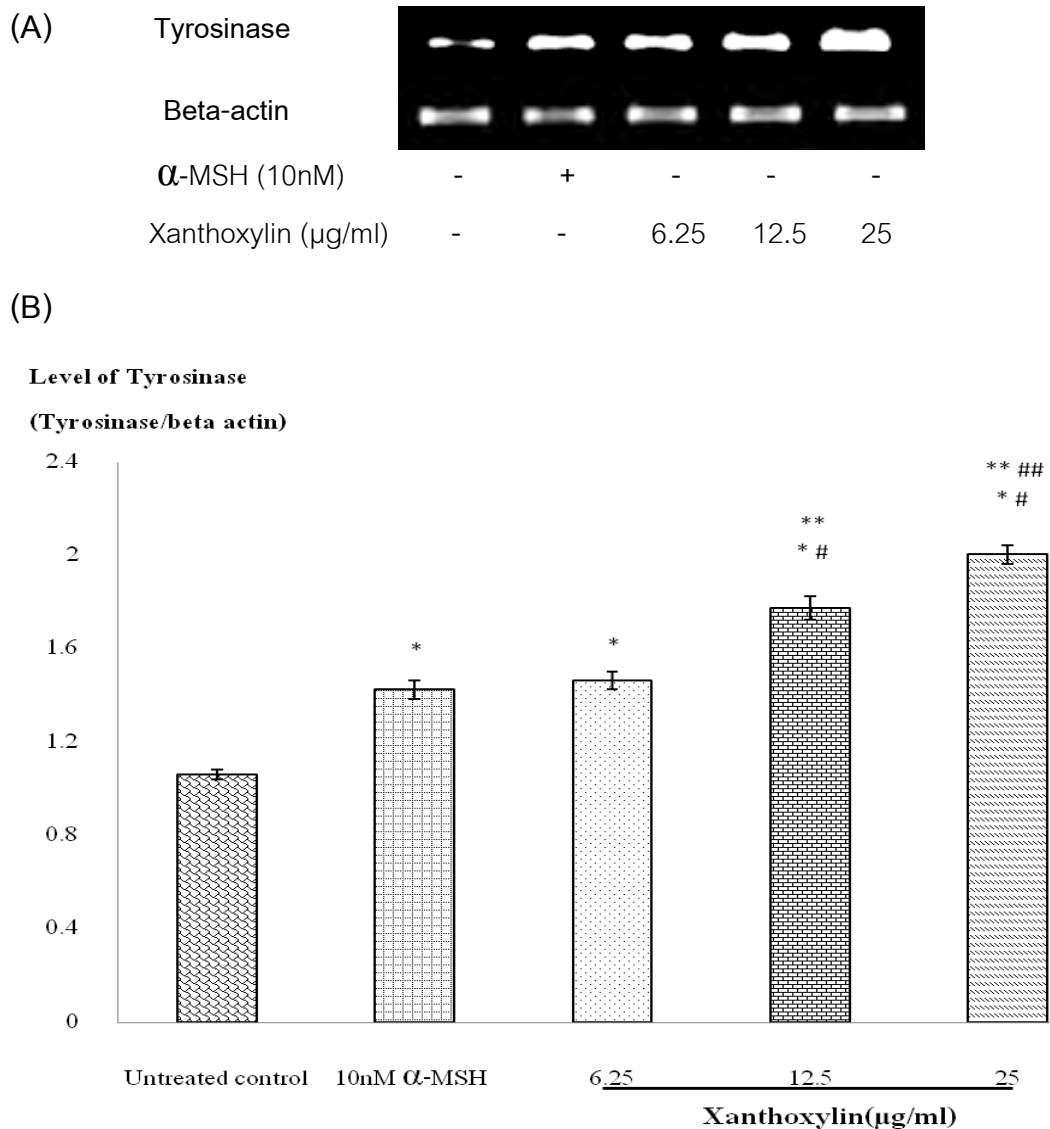 (A)
Tyrosinase
Beta-actin
α-MSH (10nM) - + - - -
Xanthoxylin (µg/ml) - - 6.25 12.5 25
(B)
Level of Tyrosinase
(Tyrosinase/beta actin)
2.4
2
1.6
1.2
0.8
0.4
0
*
*
**
* #
** ##
* #
Untreated control 10nM α-MSH 6.25 12.5 25
Xanthoxylin(µg/ml)